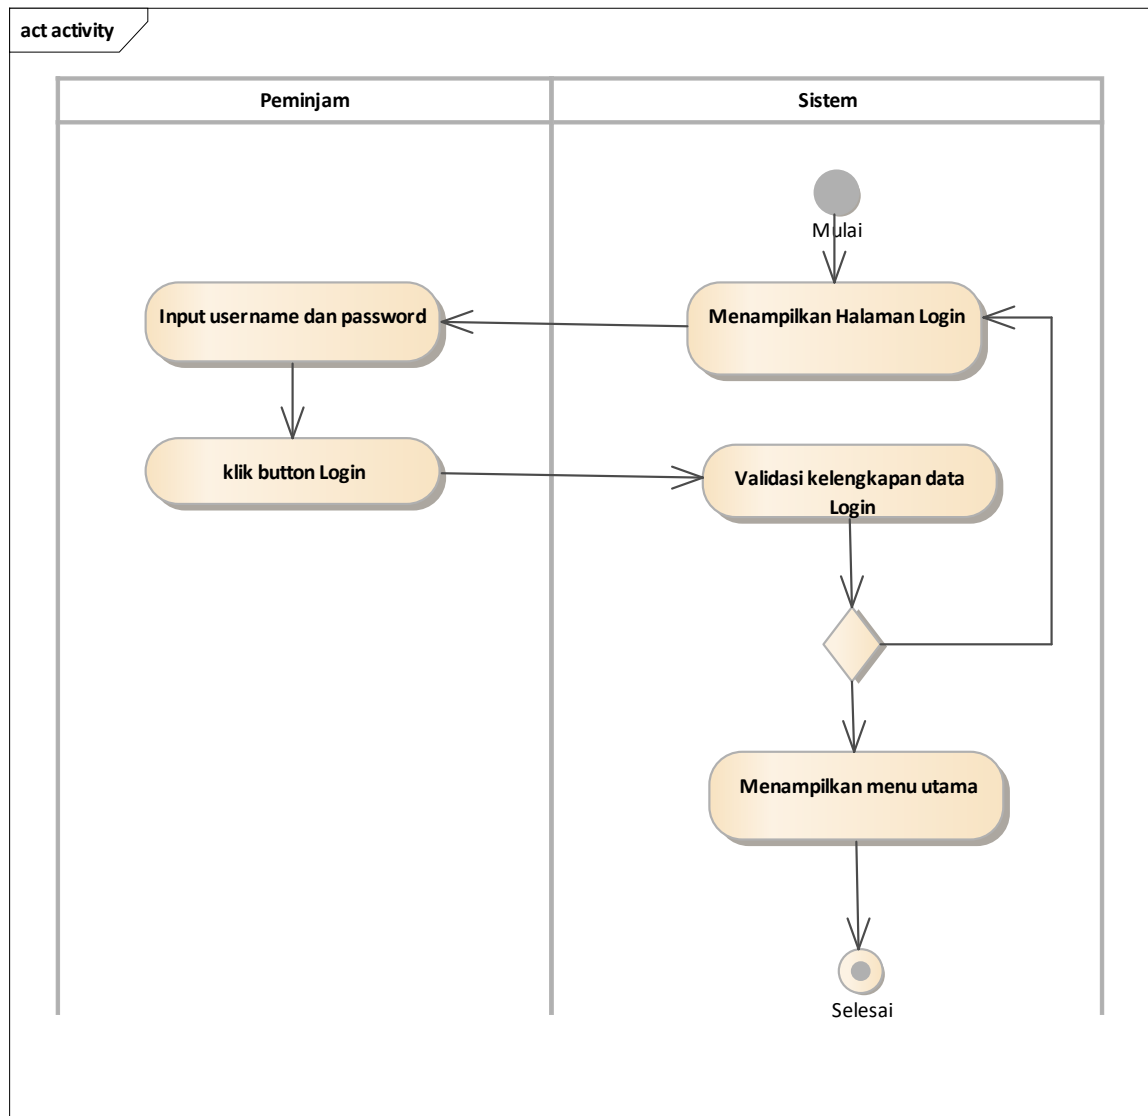 act activity
Peminjam
Sistem
Mulai
Input username dan password
Menampilkan Halaman Login
klik button Login
Validasi kelengkapan data
Login
Menampilkan menu utama
Selesai